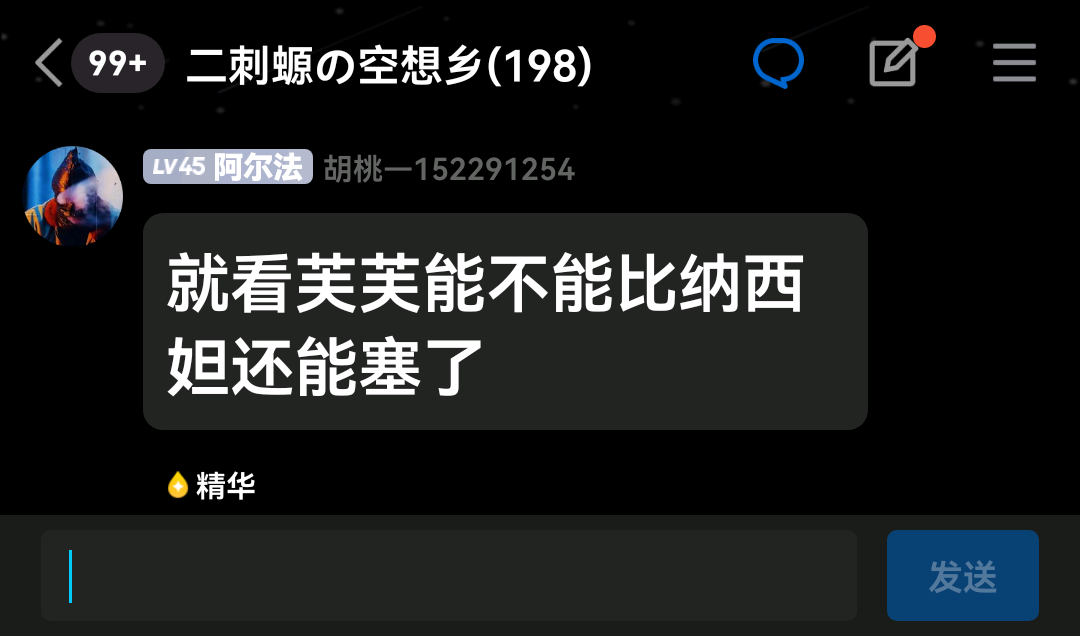 99+ 二刺螈の空想乡(198)
LV45 阿尔法 胡桃一152291254
就看芙芙能不能比纳西
妲还能塞了
精华
发送